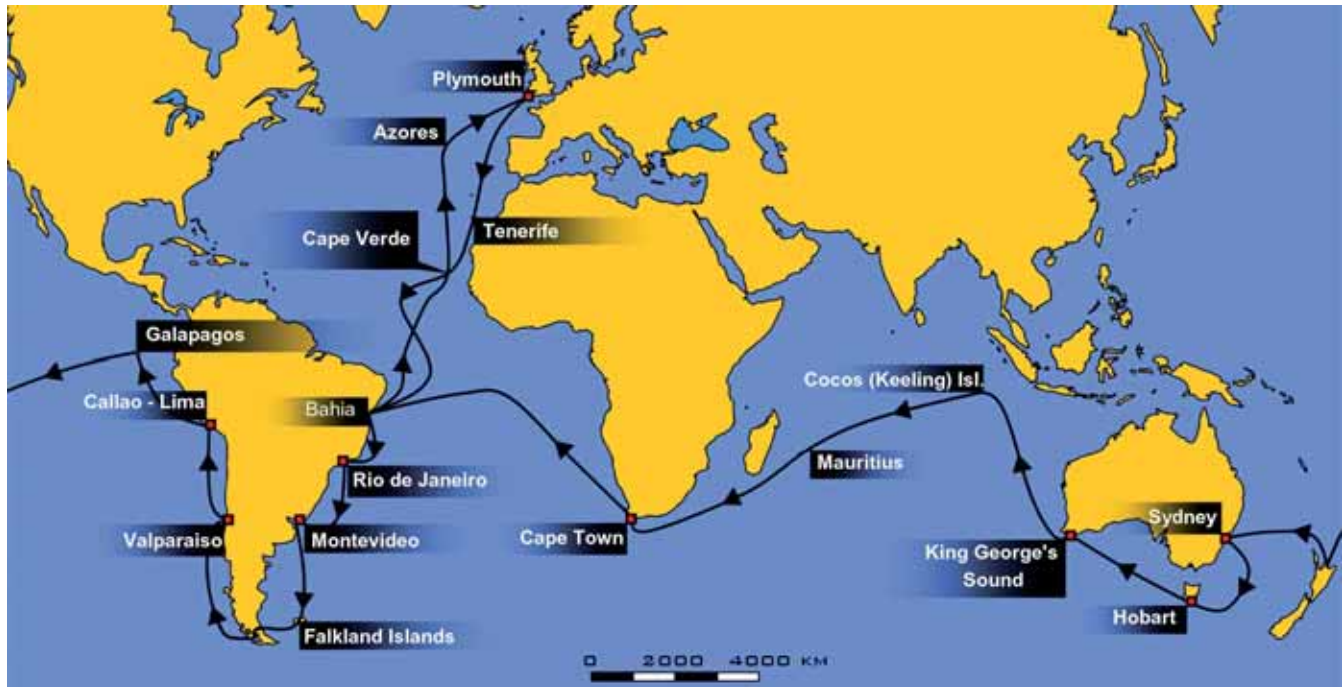 Plymouth
Azores
Tenerife
Cape Verde
Galapagos
Callao - Lima
Bahia
Cocos (Keeling) Isl.
Mauritius
Rio de Janeiro
Sydney
Valparaiso
Montevideo
Cape Town
King George's
Sound
Hobart
Falkland Islands
0 2000 4000 KM